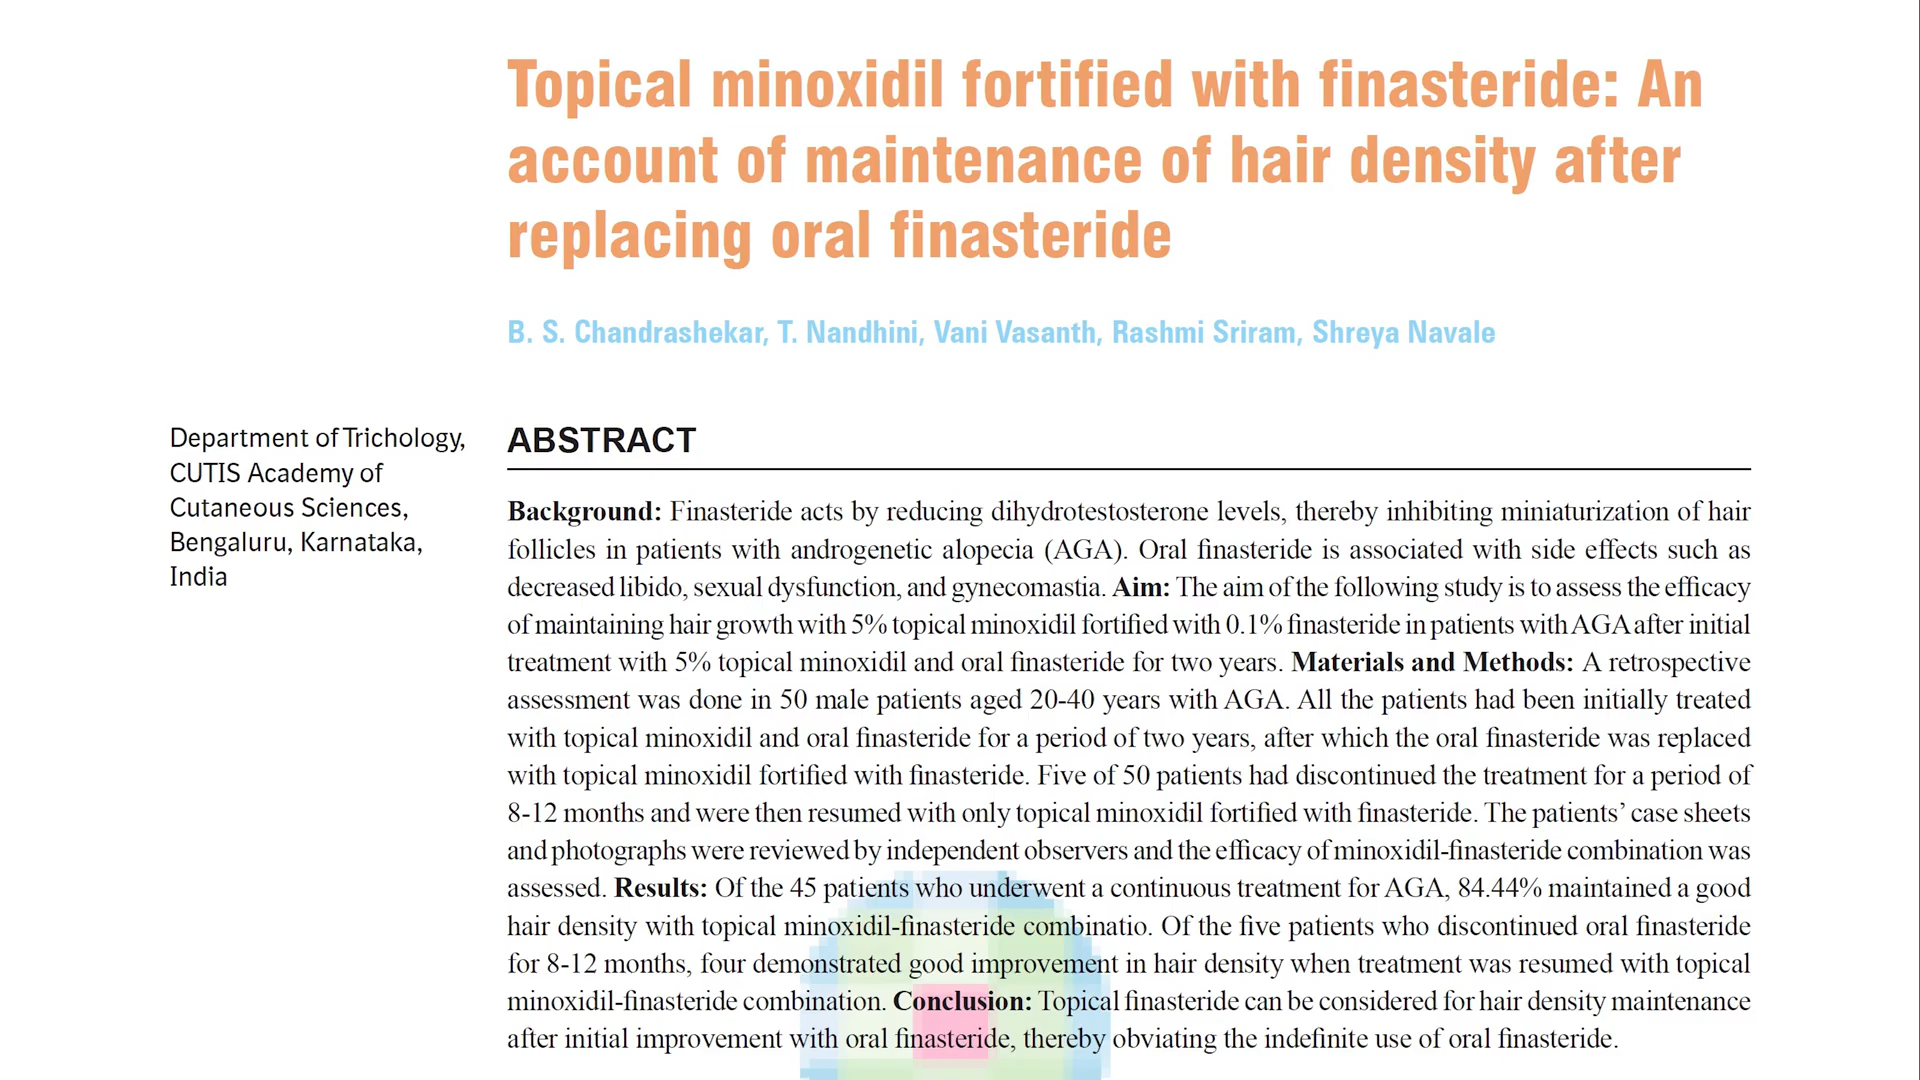 Topical minoxidil fortified with finasteride: An
account of maintenance of hair density after
replacing oral finasteride
B. S. Chandrashekar, T. Nandhini, Vani Vasanth, Rashmi Sriram, Shreya Navale
Department of Trichology,
CUTIS Academy of
Cutaneous Sciences,
Bengaluru, Karnataka,
India
ABSTRACT
Background: Finasteride acts by reducing dihydrotestosterone levels, thereby inhibiting miniaturization of hair
follicles in patients with androgenetic alopecia (AGA). Oral finasteride is associated with side effects such as
decreased libido, sexual dysfunction, and gynecomastia. Aim: The aim of the following study is to assess the efficacy
of maintaining hair growth with 5% topical minoxidil fortified with 0.1% finasteride in patients with AGA after initial
treatment with 5% topical minoxidil and oral finasteride for two years. Materials and Methods: A retrospective
assessment was done in 50 male patients aged 20-40 years with AGA. All the patients had been initially treated
with topical minoxidil and oral finasteride for a period of two years, after which the oral finasteride was replaced
with topical minoxidil fortified with finasteride. Five of 50 patients had discontinued the treatment for a period of
8-12 months and were then resumed with only topical minoxidil fortified with finasteride. The patients’ case sheets
and photographs were reviewed by independent observers and the efficacy of minoxidil-finasteride combination was
assessed. Results: Of the 45 patients who underwent a continuous treatment for AGA, 84.44% maintained a good
hair density with topical minoxidil-finasteride combinatio. Of the five patients who discontinued oral finasteride
for 8-12 months, four demonstrated good improvement in hair density when treatment was resumed with topical
minoxidil-finasteride combination. Conclusion: Topical finasteride can be considered for hair density maintenance
after initial improvement with oral finasteride, thereby obviating the indefinite use of oral finasteride.